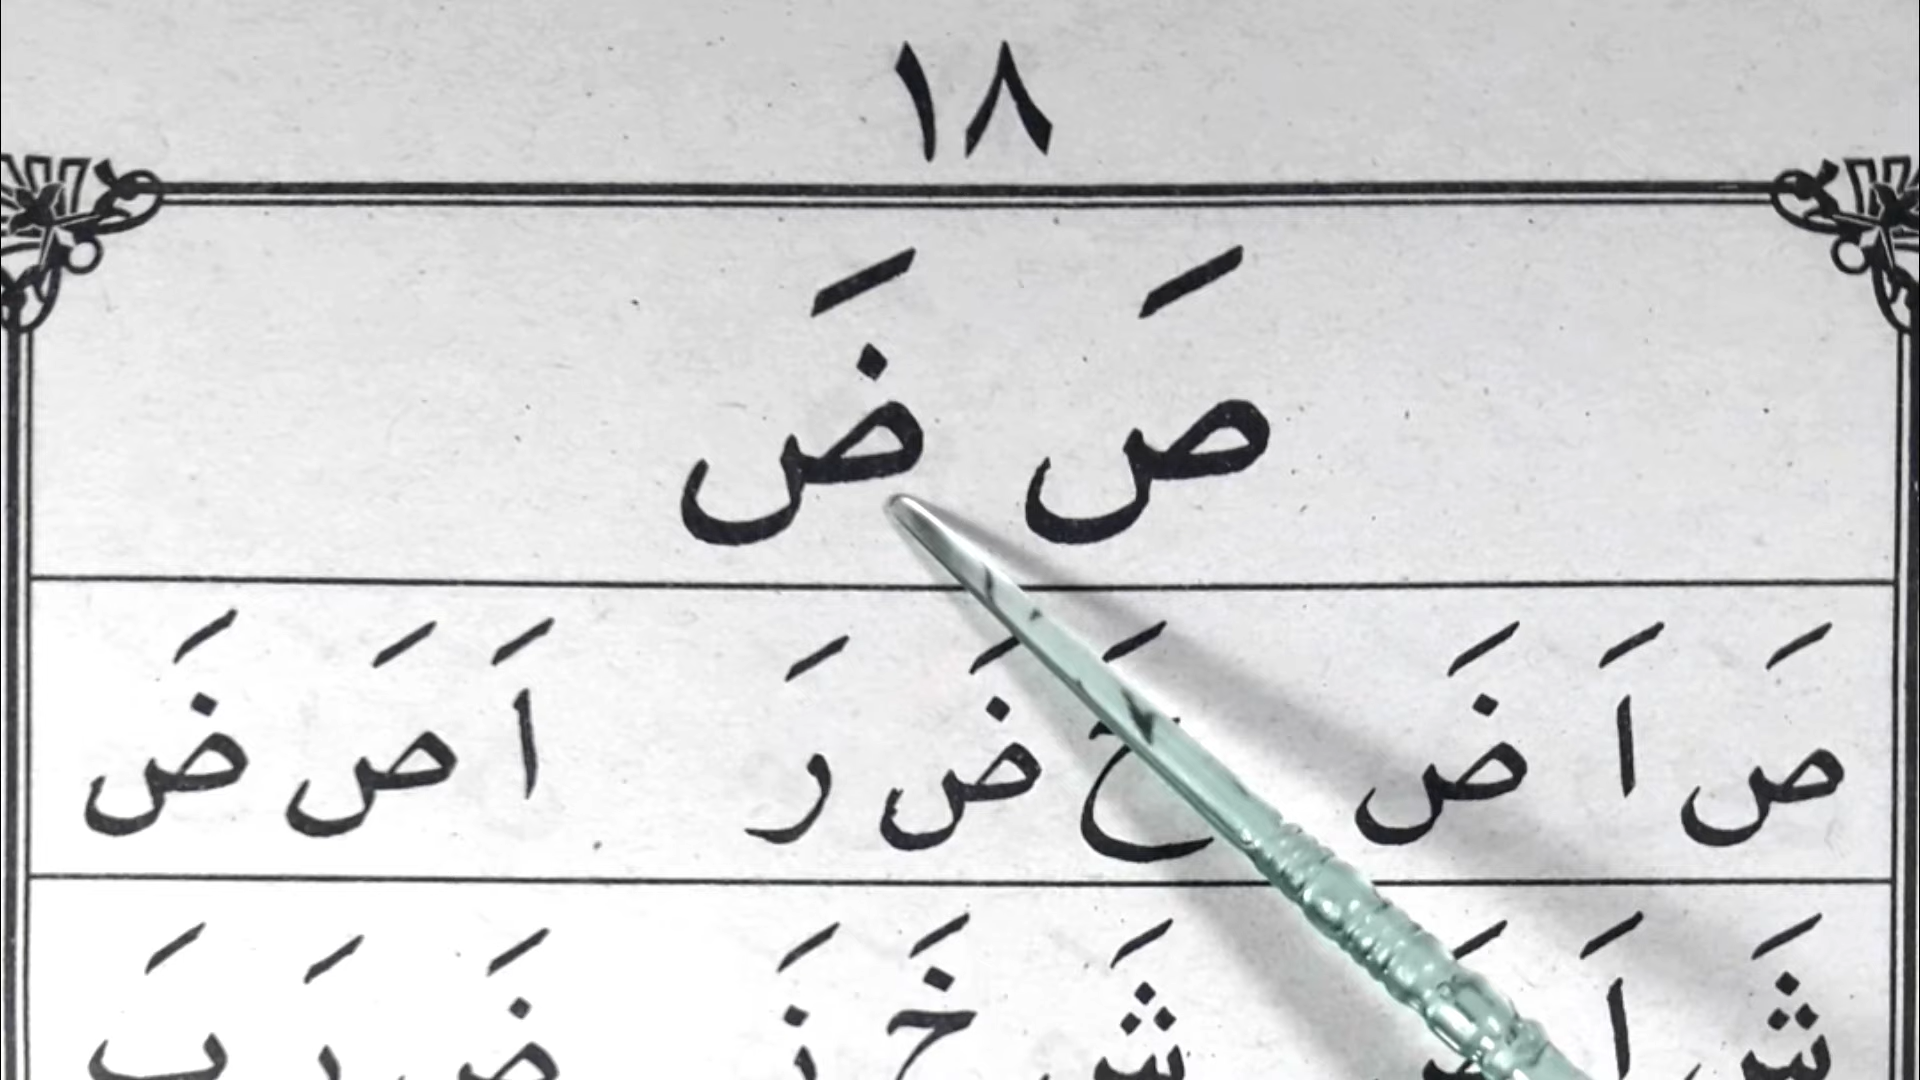 ١٨
صَ ضَ
صَ اَ ضَ حَ ضَ رَ اَ صَ ضَ
شَ اَ شَ خَ زَ ضَ رَ بَ